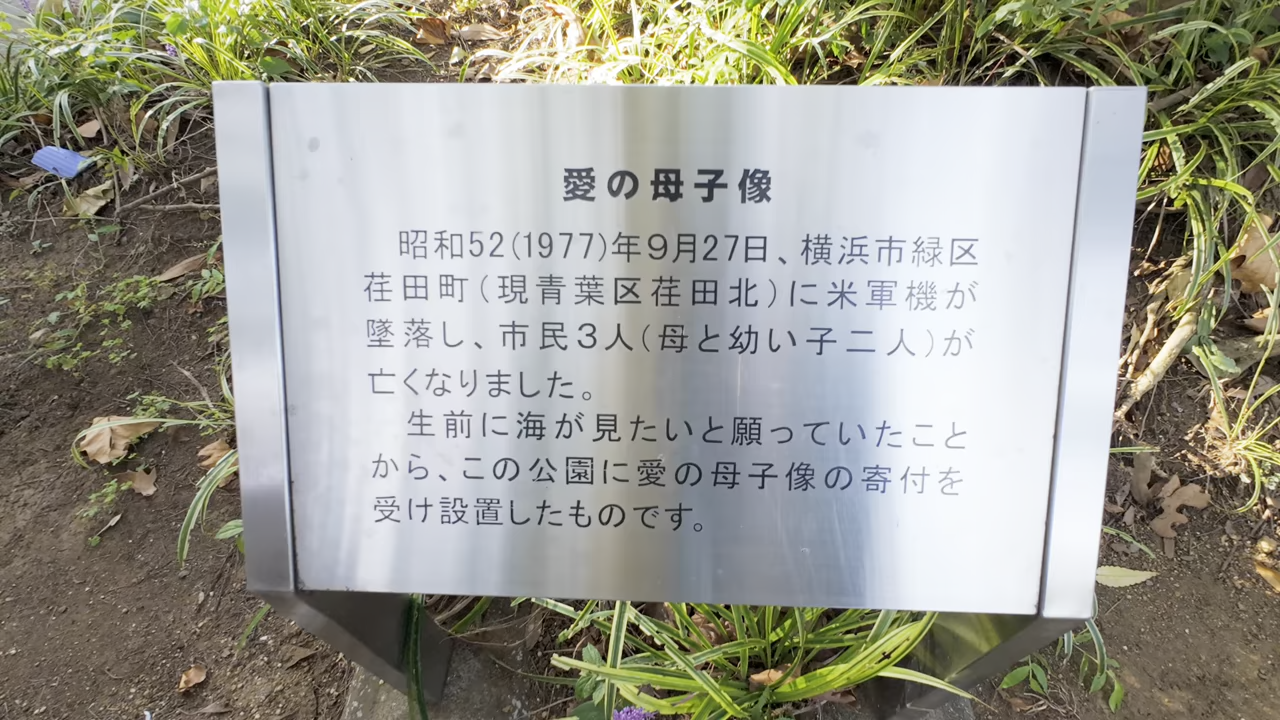 愛の母子像
昭和52(1977)年9月27日、横浜市緑区
荏田町(現青葉区荏田北)に米軍機が
墜落し、市民3人(母と幼い子二人)が
亡くなりました。
生前に海が見たいと願っていたこと
から、この公園に愛の母子像の寄付を
受け設置したものです。